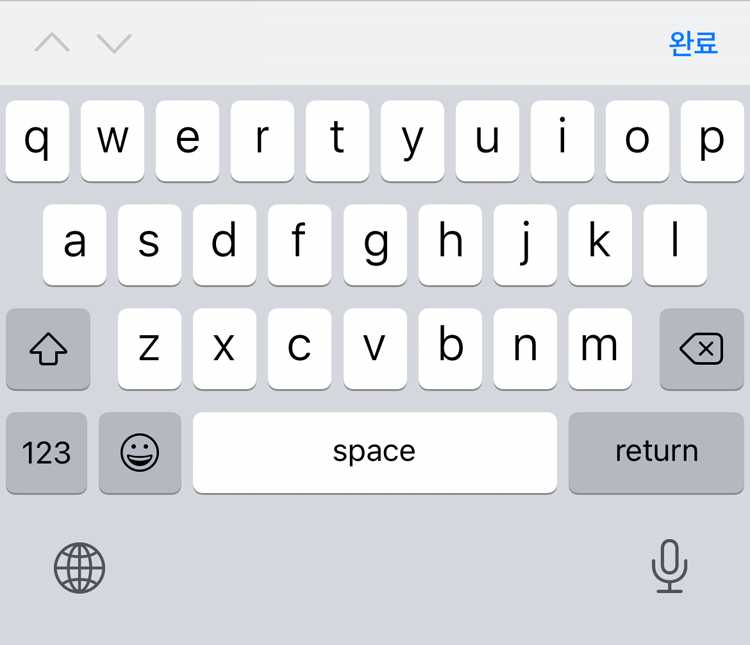 완료
q w e r t y u i o p
a s d f g h j k l
z x c v b n m
123 space return